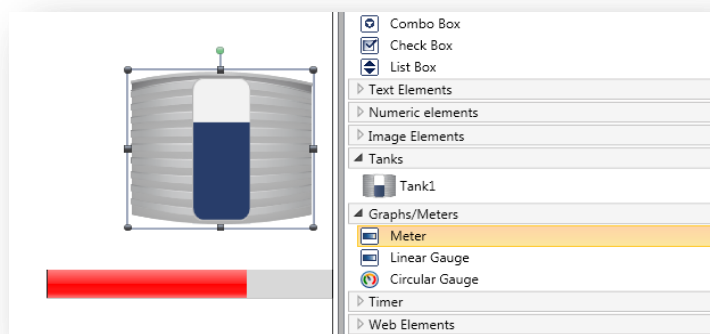 Combo Box
Check Box
List Box
Text Elements
Numeric elements
Image Elements
Tanks
Tank1
Graphs/Meters
Meter
Linear Gauge
Circular Gauge
Timer
Web Elements